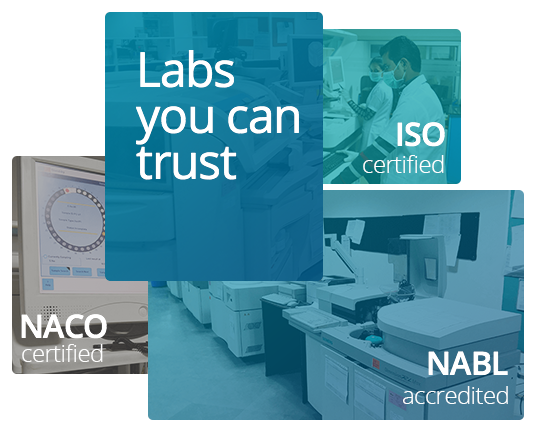 Labs
you can
trust
ISO
certified
NACO
certified
NABL
accredited